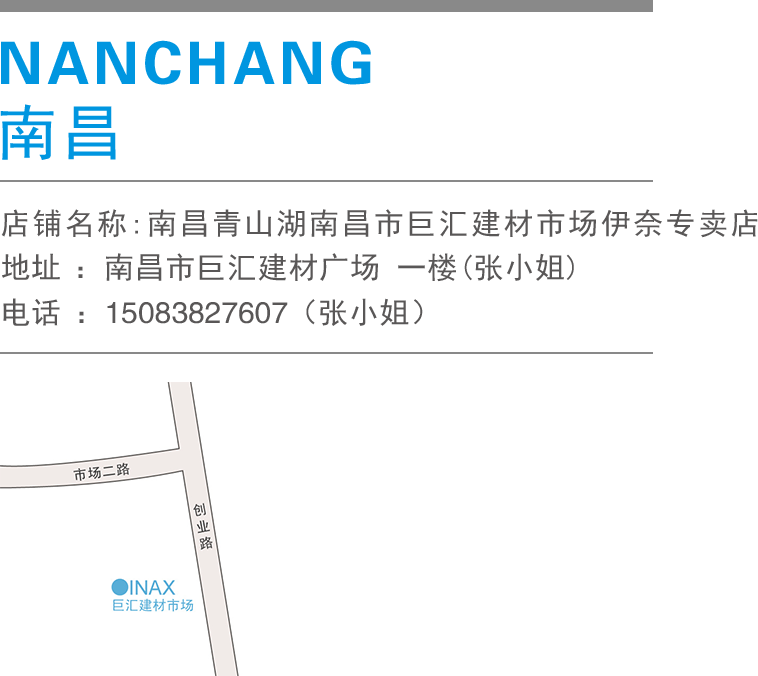 NANCHANG
南昌
店铺名称:南昌青山湖南昌市巨汇建材市场伊奈专卖店
地址 : 南昌市巨汇建材广场 一楼(张小姐)
电话 : 15083827607（张小姐）
市场二路
创业路
INAX
巨汇建材市场